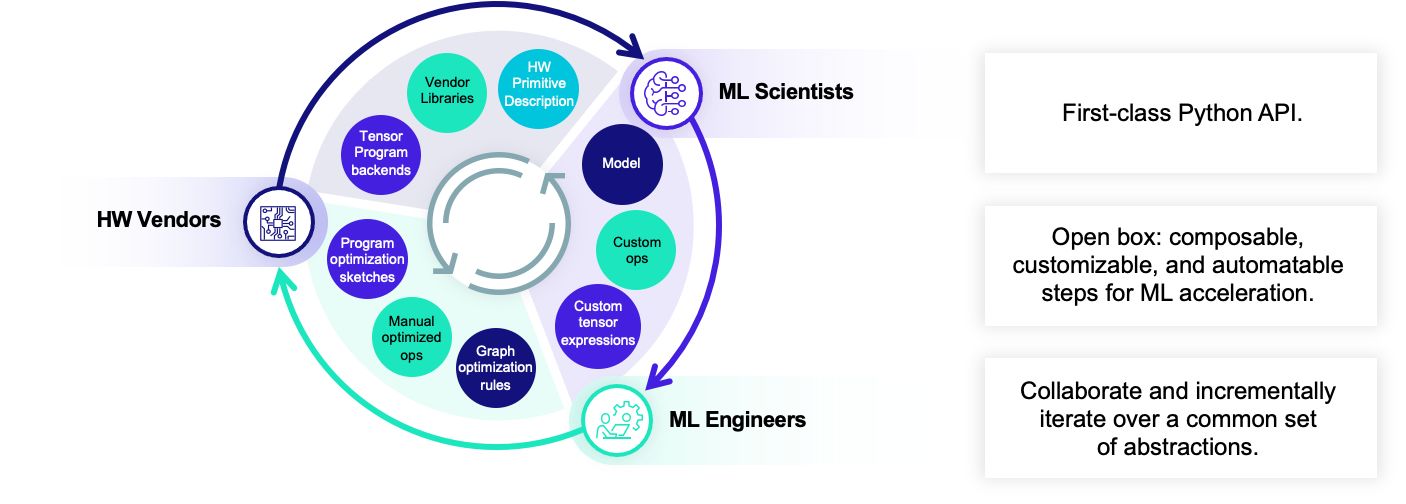 HW
Primitive
Description
Vendor
Libraries
Tensor
Program
backends
ML Scientists
Model
HW Vendors
Custom
ops
Program
optimization
sketches
Custom
tensor
expressions
Manual
optimized
ops
Graph
optimization
rules
ML Engineers
First-class Python API.
Open box: composable,
customizable, and automatable
steps for ML acceleration.
Collaborate and incrementally
iterate over a common set
of abstractions.